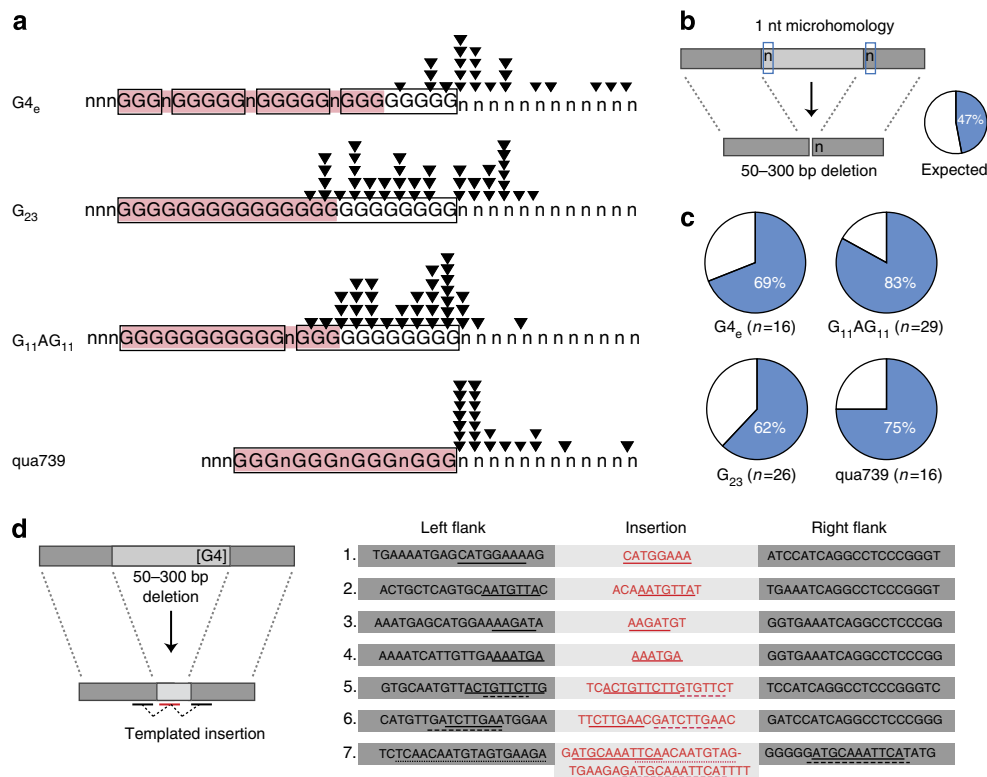 a
G4e nnnGGGnGGGGGnGGGGGnGGGGGGGGnnnnnnnnnnnn
G23 nnnGGGGGGGGGGGGGGGGGGGGGGGnnnnnnnnnnnn
G11AG11 nnnGGGGGGGGGGGnGGGGGGGGGGGnnnnnnnnnnnn
qua739 nnnGGGnGGGnGGGnGGGnnnnnnnnnnnn
b
1 nt microhomology
n n
n
50–300 bp deletion
47%
Expected
c
69% 83%
G4e (n=16) G11AG11 (n=29)
62% 75%
G23 (n=26) qua739 (n=16)
d
[G4]
50–300 bp
deletion
Templated insertion
Left flank Insertion Right flank
1. TGAAAATGAGCATGGAAAAG CATGGAAA ATCCATCAGGCCTCCCGGGT
2. ACTGCTCAGTGCAATGTTAC ACAAATGTTAT TGAAATCAGGCCTCCCGGGT
3. AAATGAGCATGGAAAAGATA AAGATGT GGTGAAATCAGGCCTCCCGG
4. AAAATCATTGTTGAAAATGA AAATGA GGTGAAATCAGGCCTCCCGG
5. GTGCAATGTTACTGTTCTTG TCACTGTTCTTGTGTTCT TCCATCAGGCCTCCCGGGTC
6. CATGTTGATCTTGAATGGAA TTCTTGAACGATCTTGAAC GATCCATCAGGCCTCCCGGG
7. TCTCAACAATGTAGTGAAGA GATGCAAATTCAACAATGTAG- GGGGGATGCAAATTCATATG
TGAAGAGATGCAAATTCATTTT